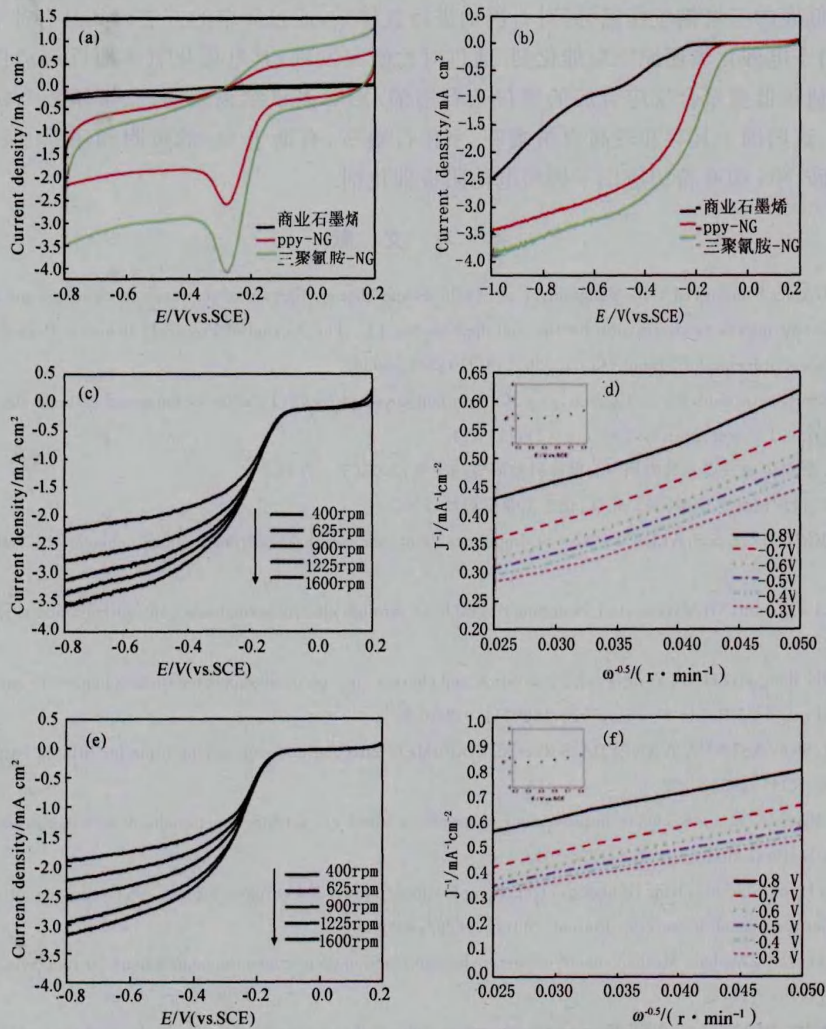 (a)
Current density/mA cm²
1.5
1.0
0.5
0.0
-0.5
-1.0
-1.5
-2.0
-2.5
-3.0
-3.5
-4.0
商业石墨烯
ppy-NG
三聚氰胺-NG
-0.8
-0.6
-0.4
-0.2
0.0
0.2
E/V(vs.SCE)
(b)
Current density/mA cm²
0.5
0.0
-0.5
-1.0
-1.5
-2.0
-2.5
-3.0
-3.5
-4.0
商业石墨烯
ppy-NG
三聚氰胺-NG
-1.0
-0.8
-0.6
-0.4
-0.2
0.0
0.2
E/V(vs.SCE)
(c)
Current density/mA cm²
0.5
0.0
-0.5
-1.0
-1.5
-2.0
-2.5
-3.0
-3.5
-4.0
400rpm
625rpm
900rpm
1225rpm
1600rpm
-0.8
-0.6
-0.4
-0.2
0.0
0.2
E/V(vs.SCE)
d)
J⁻¹/mA⁻¹cm⁻²
0.65
0.60
0.55
0.50
0.45
0.40
0.35
0.30
0.25
0.20
E/V vs SCE
0.8V
0.7V
0.6V
0.5V
0.4V
0.3V
0.025
0.030
0.035
0.040
0.045
0.050
ω⁻⁰·⁵/( r · min⁻¹)
(e)
Current density/mA cm²
0.5
0.0
-0.5
-1.0
-1.5
-2.0
-2.5
-3.0
-3.5
-4.0
400rpm
625rpm
900rpm
1225rpm
1600rpm
-0.8
-0.6
-0.4
-0.2
0.0
0.2
E/V(vs.SCE)
(f)
J⁻¹/mA⁻¹cm⁻²
1.0
0.9
0.8
0.7
0.6
0.5
0.4
0.3
0.2
0.1
0.0
E/V vs SCE
0.8 V
0.7 V
0.6 V
0.5 V
0.4 V
0.3 V
0.025
0.030
0.035
0.040
0.045
0.050
ω⁻⁰·⁵/( r · min⁻¹)